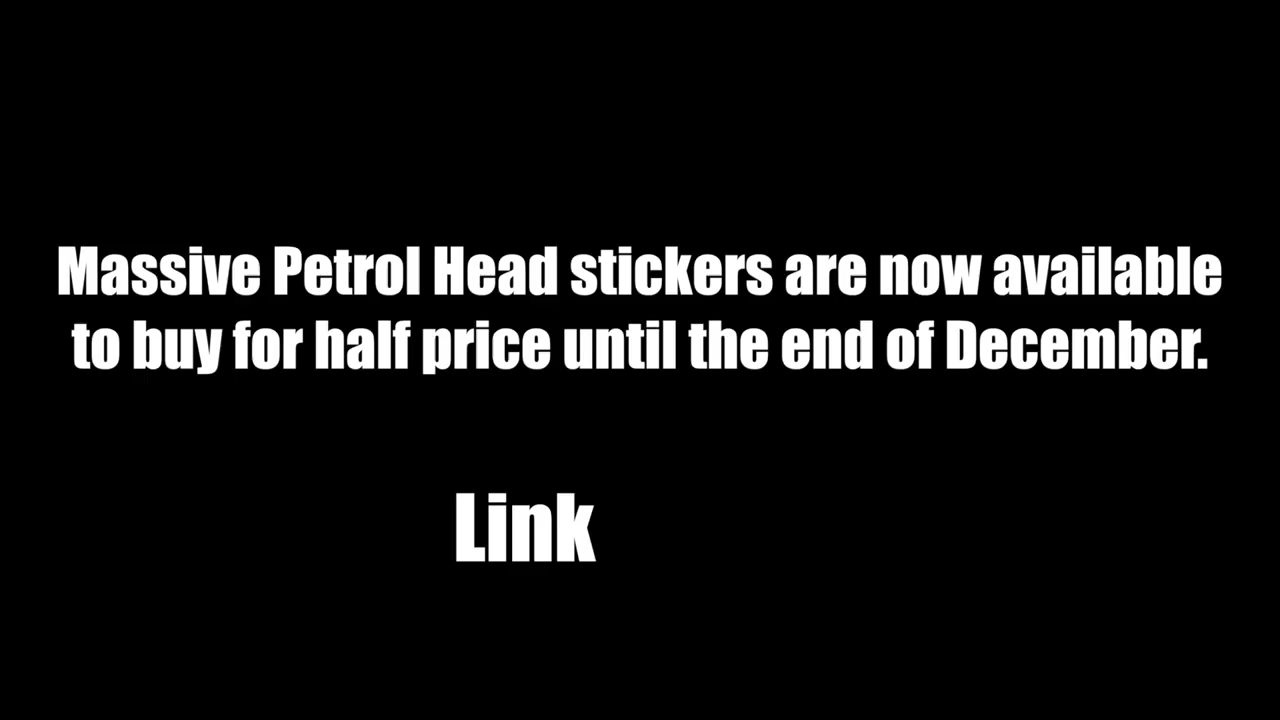 Massive Petrol Head stickers are now available
to buy for half price until the end of December.
Link